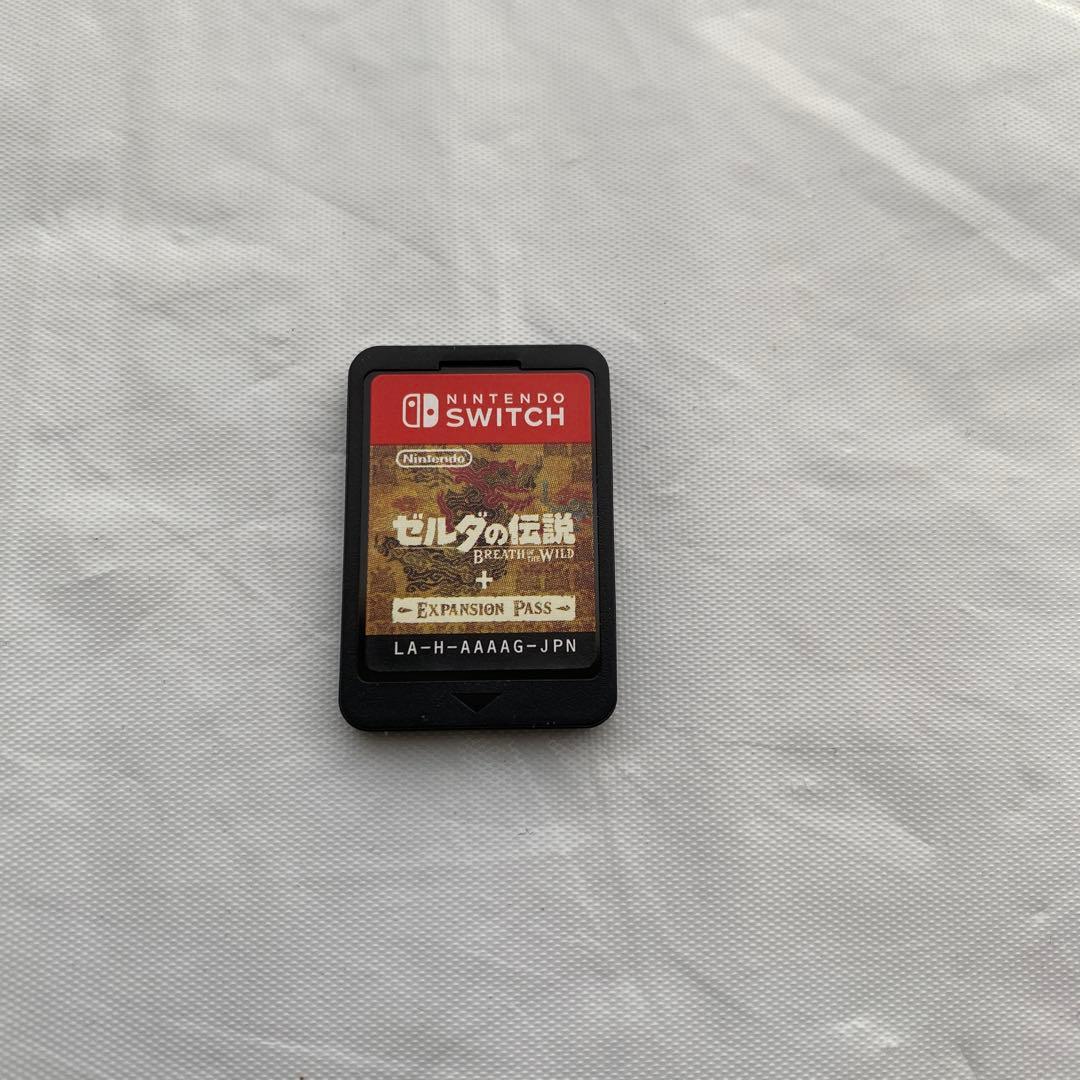 NINTENDO
SWITCH
Nintendo
ゼルダの伝説
BREATH OF THE WILD
+
EXPANSION PASS
LA-H-AAAAG-JPN